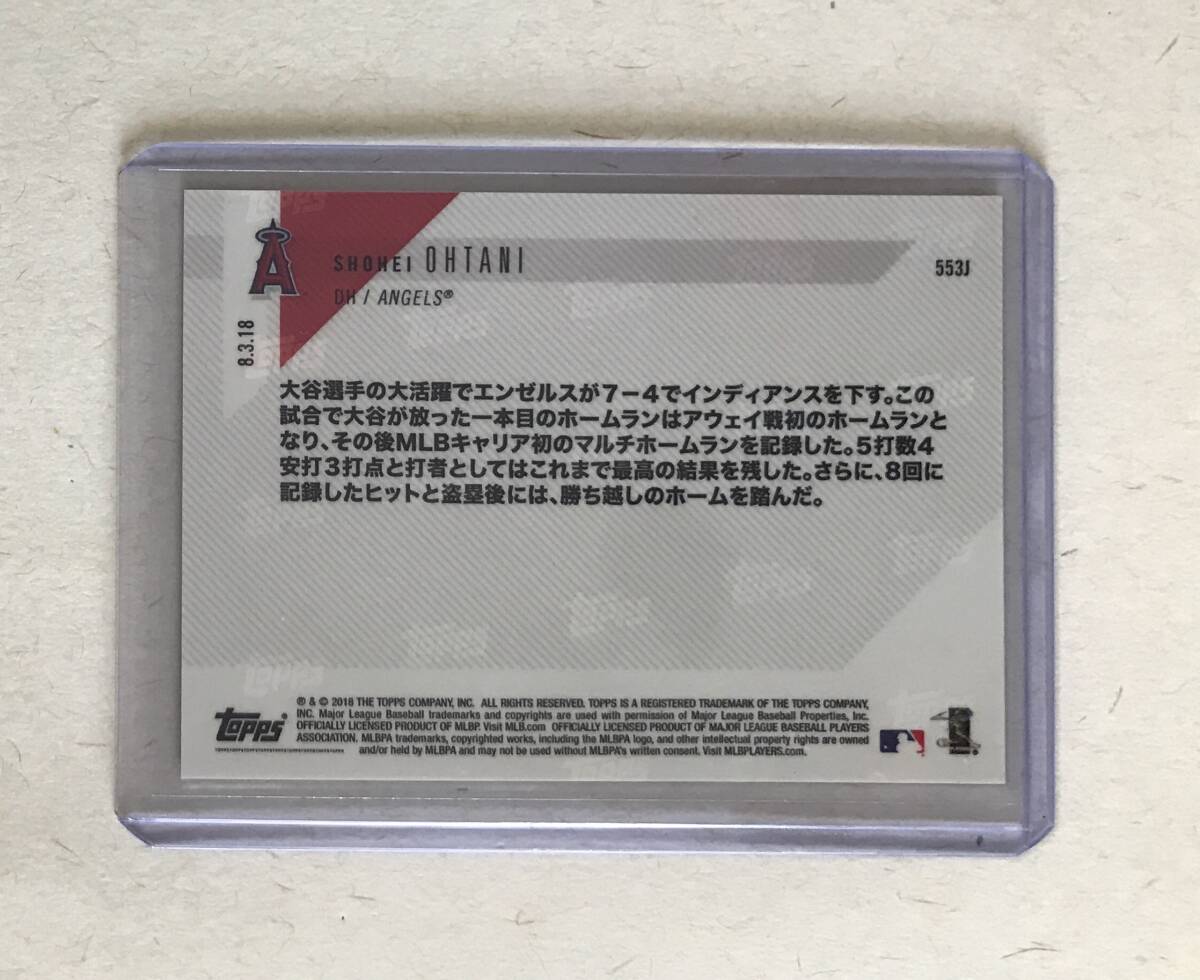 SHOHEI OHTANI
553J
DH / ANGELS®
8.3.18
大谷選手の大活躍でエンゼルスが7－4でインディアンスを下す。この
試合で大谷が放った一本目のホームランはアウェイ戦初のホームランと
なり、その後MLBキャリア初のマルチホームランを記録した。5打数4
安打3打点と打者としてはこれまで最高の結果を残した。さらに、8回に
記録したヒットと盗塁後には、勝ち越しのホームを踏んだ。
® & © 2018 THE TOPPS COMPANY, INC. ALL RIGHTS RESERVED. TOPPS IS A REGISTERED TRADEMARK OF THE TOPPS COMPANY,
INC. Major League Baseball trademarks and copyrights are used with permission of Major League Baseball Properties, Inc.
OFFICIALLY LICENSED PRODUCT OF MLBP. Visit MLB.com OFFICIALLY LICENSED PRODUCT OF MAJOR LEAGUE BASEBALL PLAYERS
ASSOCIATION. MLBPA trademarks, copyrighted works, including the MLBPA logo, and other intellectual property rights are owned
and/or held by MLBPA and may not be used without MLBPA's written consent. Visit MLBPLAYERS.com.
Topps